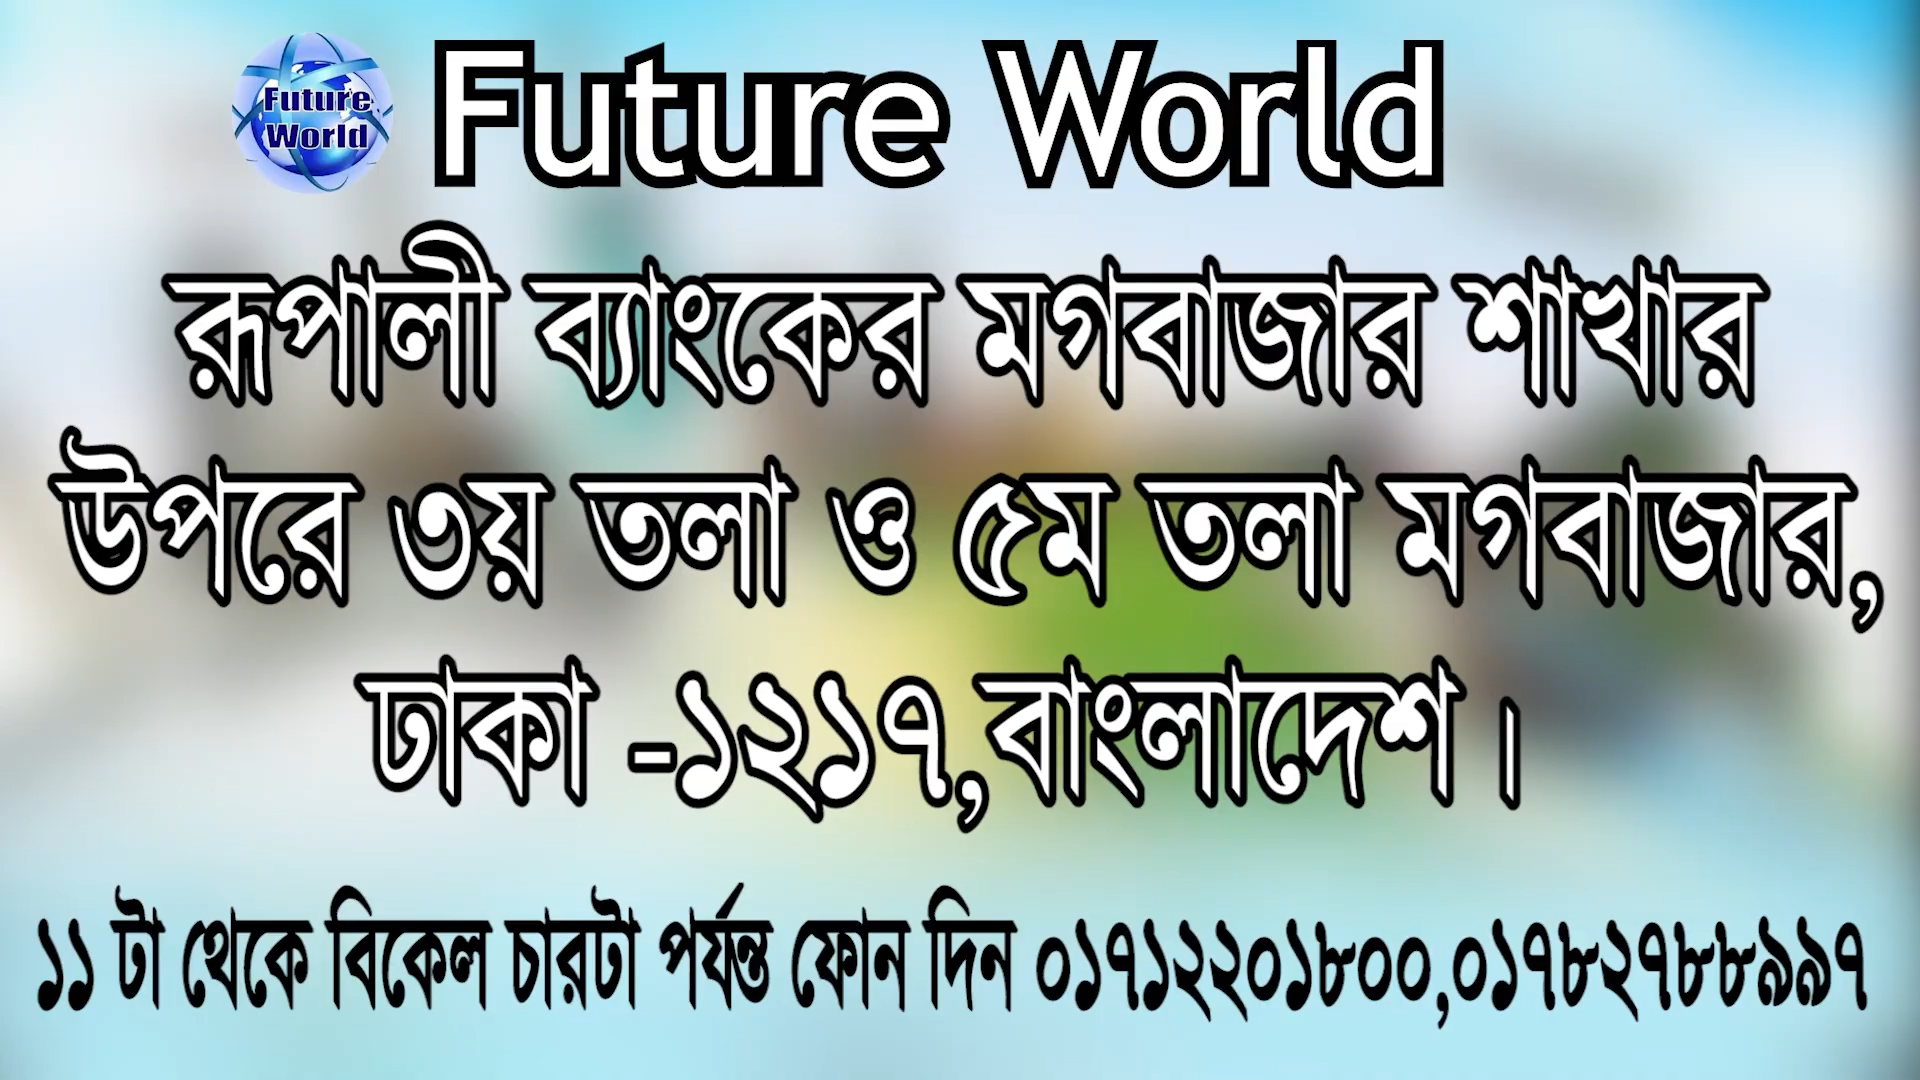 Future World
Future World
রূপালী ব্যাংকের মগবাজার শাখার
উপরে ৩য় তলা ও ৫ম তলা মগবাজার,
ঢাকা -১২১৭,বাংলাদেশ।
১১ টা থেকে বিকেল চারটা পর্যন্ত ফোন দিন ০১৭১২২০১৮০০,০১৭৮২৭৮৮৯৯৭